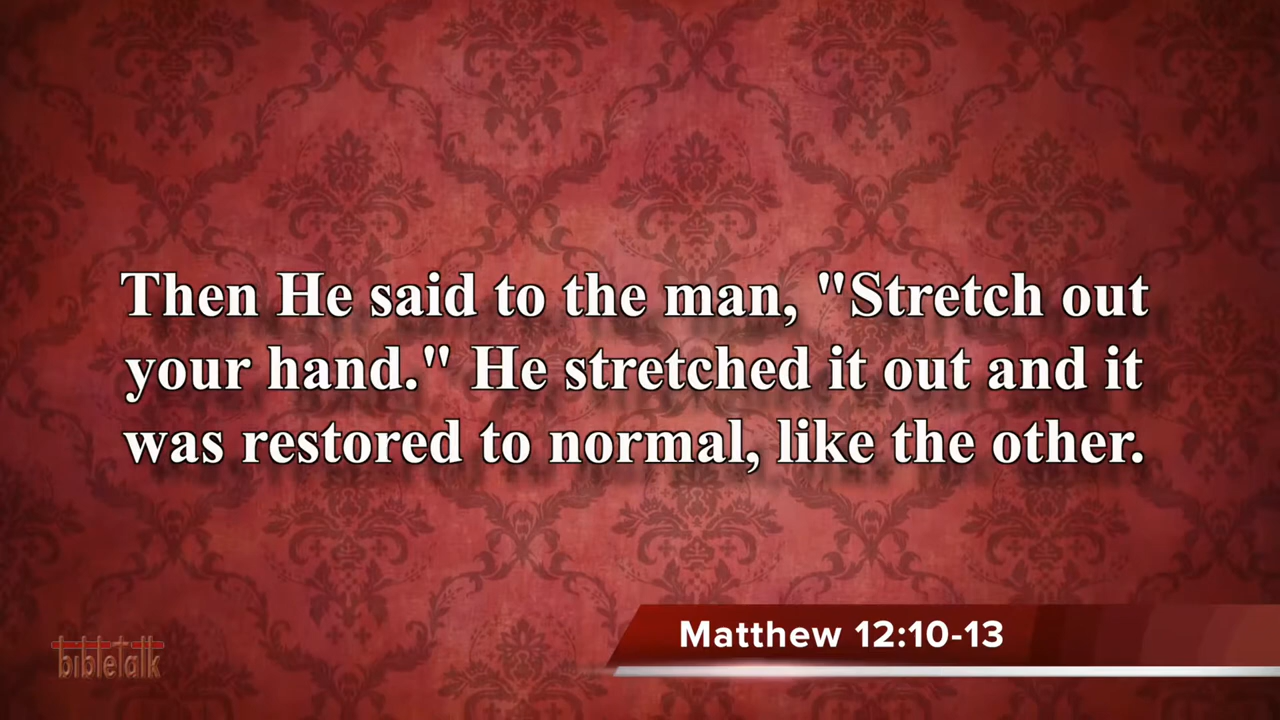 Then He said to the man, "Stretch out
your hand." He stretched it out and it
was restored to normal, like the other.
Matthew 12:10-13
bibletalk